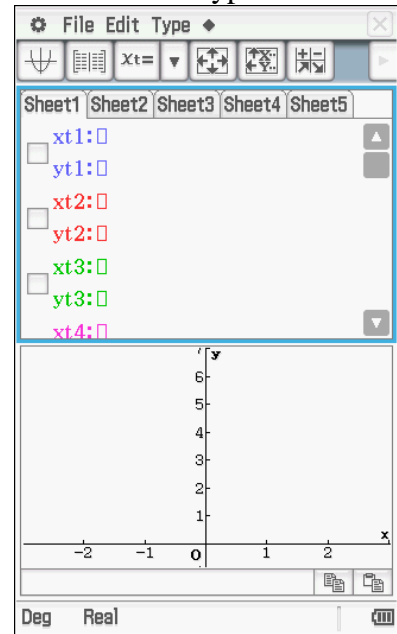 File Edit Type ◆
xt=
Sheet1 Sheet2 Sheet3 Sheet4 Sheet5
xt1:
yt1:
xt2:
yt2:
xt3:
yt3:
xt4:
7 y
6
5
4
3
2
1
x
-2 -1 0 1 2
Deg Real